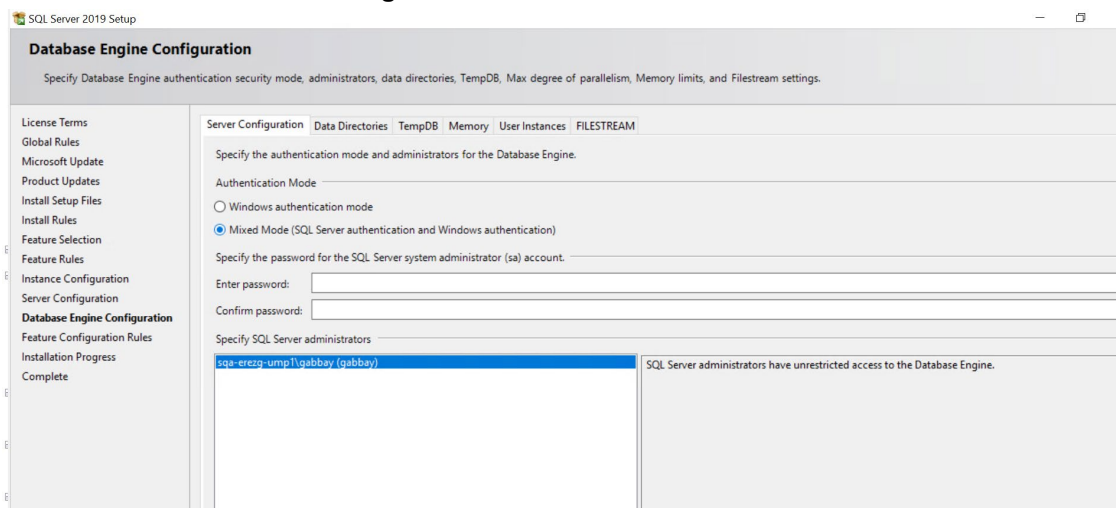 SQL Server 2019 Setup
Database Engine Configuration
Specify Database Engine authentication security mode, administrators, data directories, TempDB, Max degree of parallelism, Memory limits, and Filestream settings.
License Terms
Global Rules
Microsoft Update
Product Updates
Install Setup Files
Install Rules
Feature Selection
Feature Rules
Instance Configuration
Server Configuration
Database Engine Configuration
Feature Configuration Rules
Installation Progress
Complete
Server Configuration Data Directories TempDB Memory User Instances FILESTREAM
Specify the authentication mode and administrators for the Database Engine.
Authentication Mode
Windows authentication mode
Mixed Mode (SQL Server authentication and Windows authentication)
Specify the password for the SQL Server system administrator (sa) account.
Enter password:
Confirm password:
Specify SQL Server administrators
sqa-erezg-ump1\gabbay (gabbay)
SQL Server administrators have unrestricted access to the Database Engine.